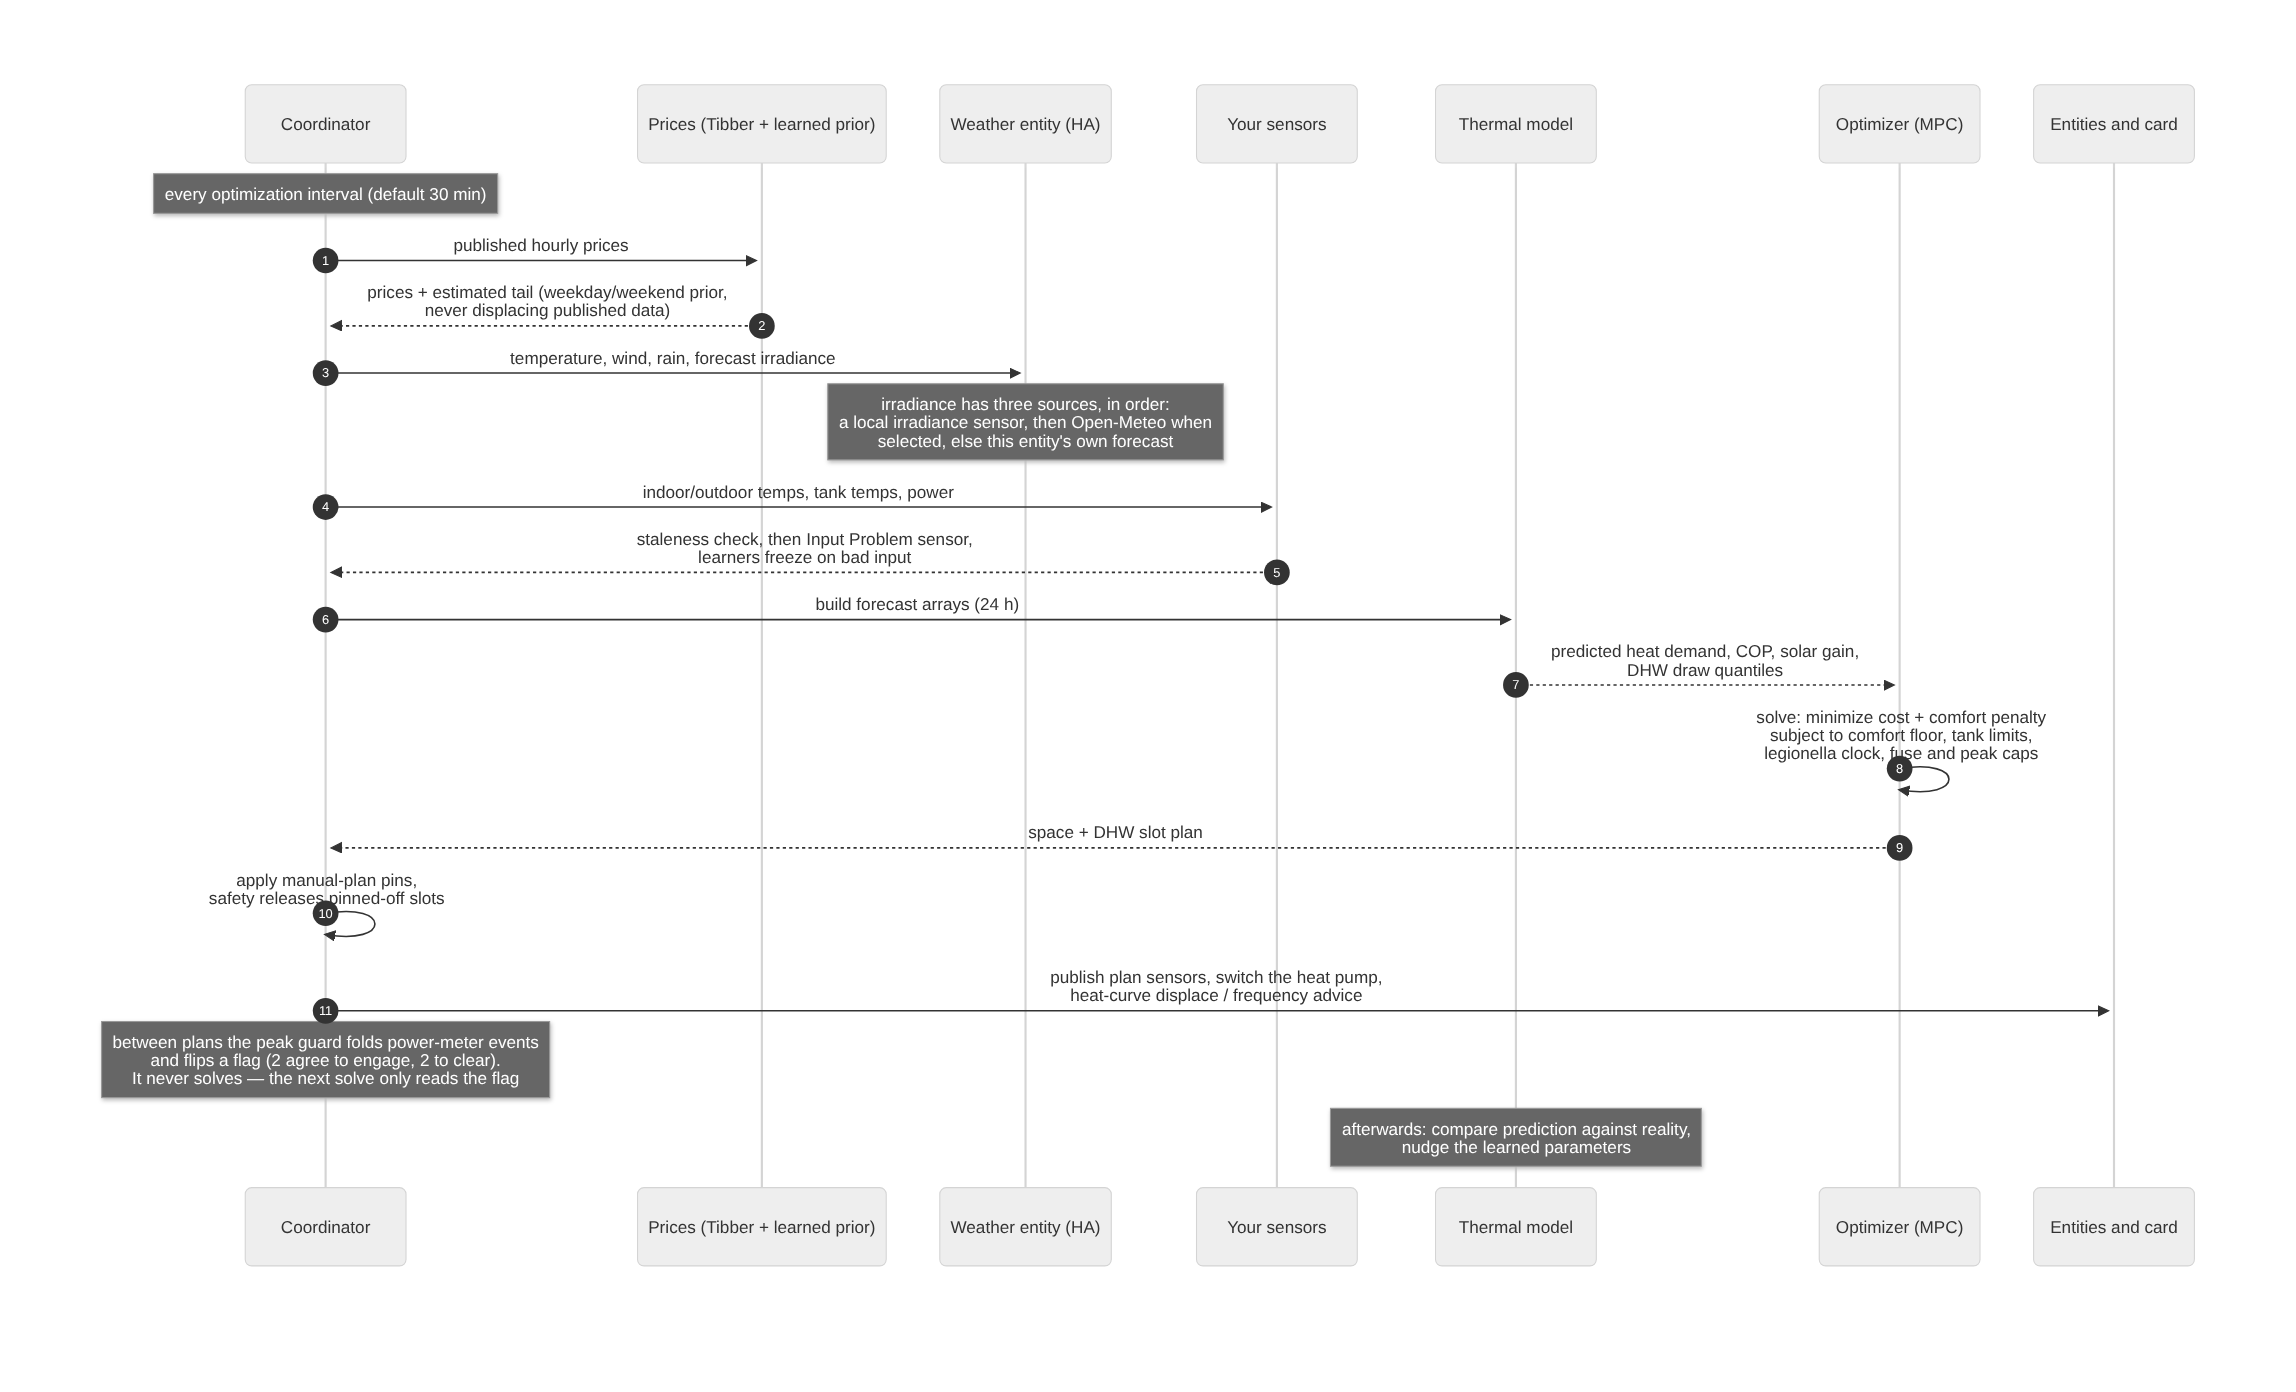 Coordinator
Prices (Tibber + learned prior)
Weather entity (HA)
Your sensors
Thermal model
Optimizer (MPC)
Entities and card
every optimization interval (default 30 min)
published hourly prices
1
prices + estimated tail (weekday/weekend prior,
never displacing published data)
2
temperature, wind, rain, forecast irradiance
3
irradiance has three sources, in order:
a local irradiance sensor, then Open-Meteo when
selected, else this entity's own forecast
indoor/outdoor temps, tank temps, power
4
staleness check, then Input Problem sensor,
learners freeze on bad input
5
build forecast arrays (24 h)
6
predicted heat demand, COP, solar gain,
DHW draw quantiles
7
solve: minimize cost + comfort penalty
subject to comfort floor, tank limits,
legionella clock, fuse and peak caps
8
space + DHW slot plan
9
apply manual-plan pins,
safety releases pinned-off slots
10
publish plan sensors, switch the heat pump,
heat-curve displace / frequency advice
11
between plans the peak guard folds power-meter events
and flips a flag (2 agree to engage, 2 to clear).
It never solves — the next solve only reads the flag
afterwards: compare prediction against reality,
nudge the learned parameters
Coordinator
Prices (Tibber + learned prior)
Weather entity (HA)
Your sensors
Thermal model
Optimizer (MPC)
Entities and card